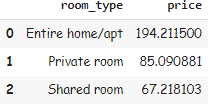 room_type price
0 Entire home/apt 194.211500
1 Private room 85.090881
2 Shared room 67.218103